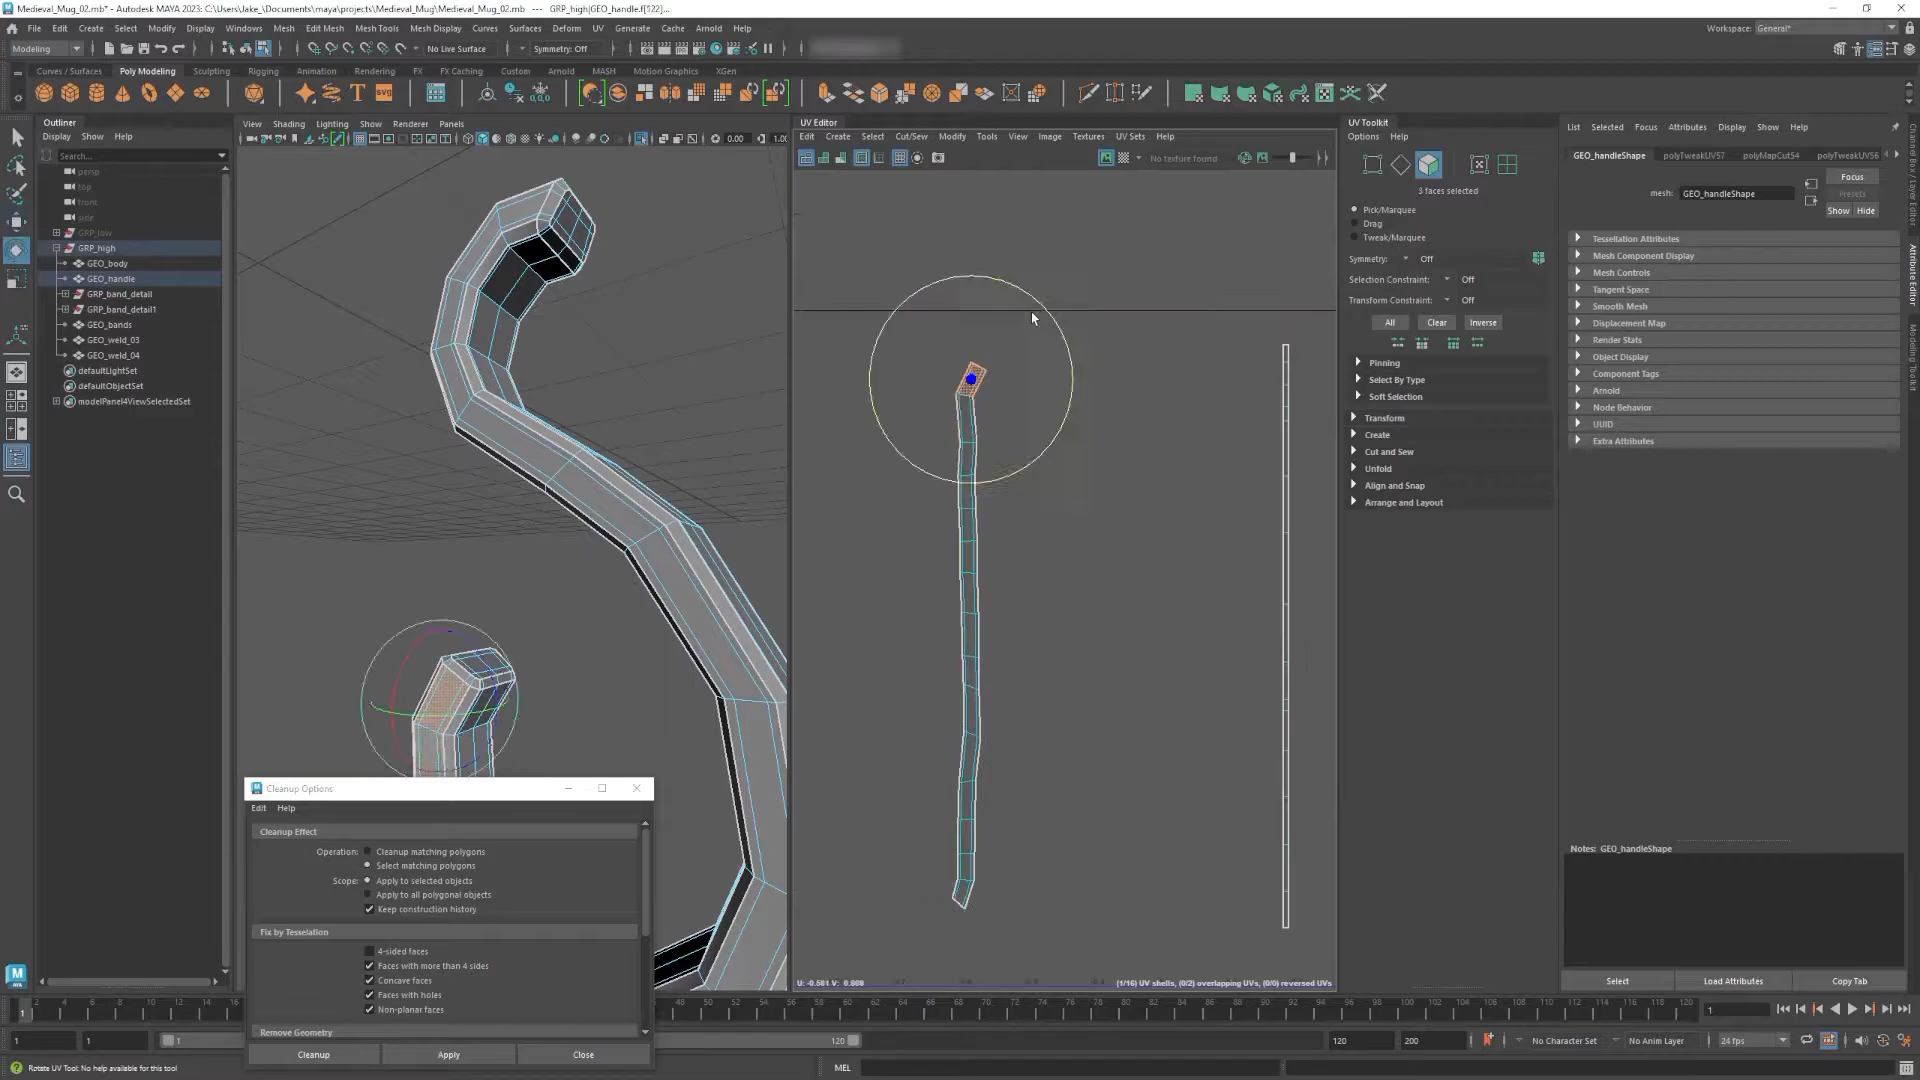 Medieval_Mug_02.mb* - Autodesk MAYA 2023: C:\Users\Jake_\Documents\maya\projects\Medieval_Mug\Medieval_Mug_02.mb --- GRP_high|GEO_handle.f[522]...
File Edit Create Select Modify Display Windows Mesh Edit Mesh Mesh Tools Mesh Display Curves Surfaces Deform UV Generate Cache Arnold Help
Workspace: General*
Modeling
No Live Surface
Symmetry: Off
Curves / Surfaces Poly Modeling Sculpting Rigging Animation Rendering FX FX Caching Custom Arnold MASH Motion Graphics XGen
Outliner
Display Show Help
Search...
persp
top
front
side
GRP_low
GRP_high
GEO_body
GEO_handle
GRP_band_detail
GRP_band_detail1
GEO_bands
GEO_weld_03
GEO_weld_04
defaultLightSet
defaultObjectSet
modelPanel4ViewSelectedSet
View Shading Lighting Show Renderer Panels
0.00
UV Editor
Edit Create Select Cut/Sew Modify Tools View Image Textures UV Sets Help
No texture found
U: -0.581 V: 0.809
(1/16) UV shells, (0/2) overlapping UVs, (0/0) reversed UVs
UV Toolkit
Options Help
3 faces selected
Pick/Marquee
Drag
Tweak/Marquee
Symmetry: Off
Selection Constraint: Off
Transform Constraint: Off
All Clear Inverse
Pinning
Select By Type
Soft Selection
Transform
Create
Cut and Sew
Unfold
Align and Snap
Arrange and Layout
List Selected Focus Attributes Display Show Help
GEO_handleShape polyTweakUV57 polyMapCut54 polyTweakUV56
Focus
mesh: GEO_handleShape
Presets
Show Hide
Tessellation Attributes
Mesh Component Display
Mesh Controls
Tangent Space
Smooth Mesh
Displacement Map
Render Stats
Object Display
Component Tags
Arnold
Node Behavior
UUID
Extra Attributes
Notes: GEO_handleShape
Select Load Attributes Copy Tab
Channel Box / Layer Editor
Attribute Editor
Modeling Toolkit
Cleanup Options
Edit Help
Cleanup Effect
Operation: Cleanup matching polygons
Select matching polygons
Scope: Apply to selected objects
Apply to all polygonal objects
Keep construction history
Fix by Tesselation
4-sided faces
Faces with more than 4 sides
Concave faces
Faces with holes
Non-planar faces
Remove Geometry
Cleanup Apply Close
1 1 1 120 120 200 No Character Set No Anim Layer 24 fps
Rotate UV Tool: No help available for this tool
MEL